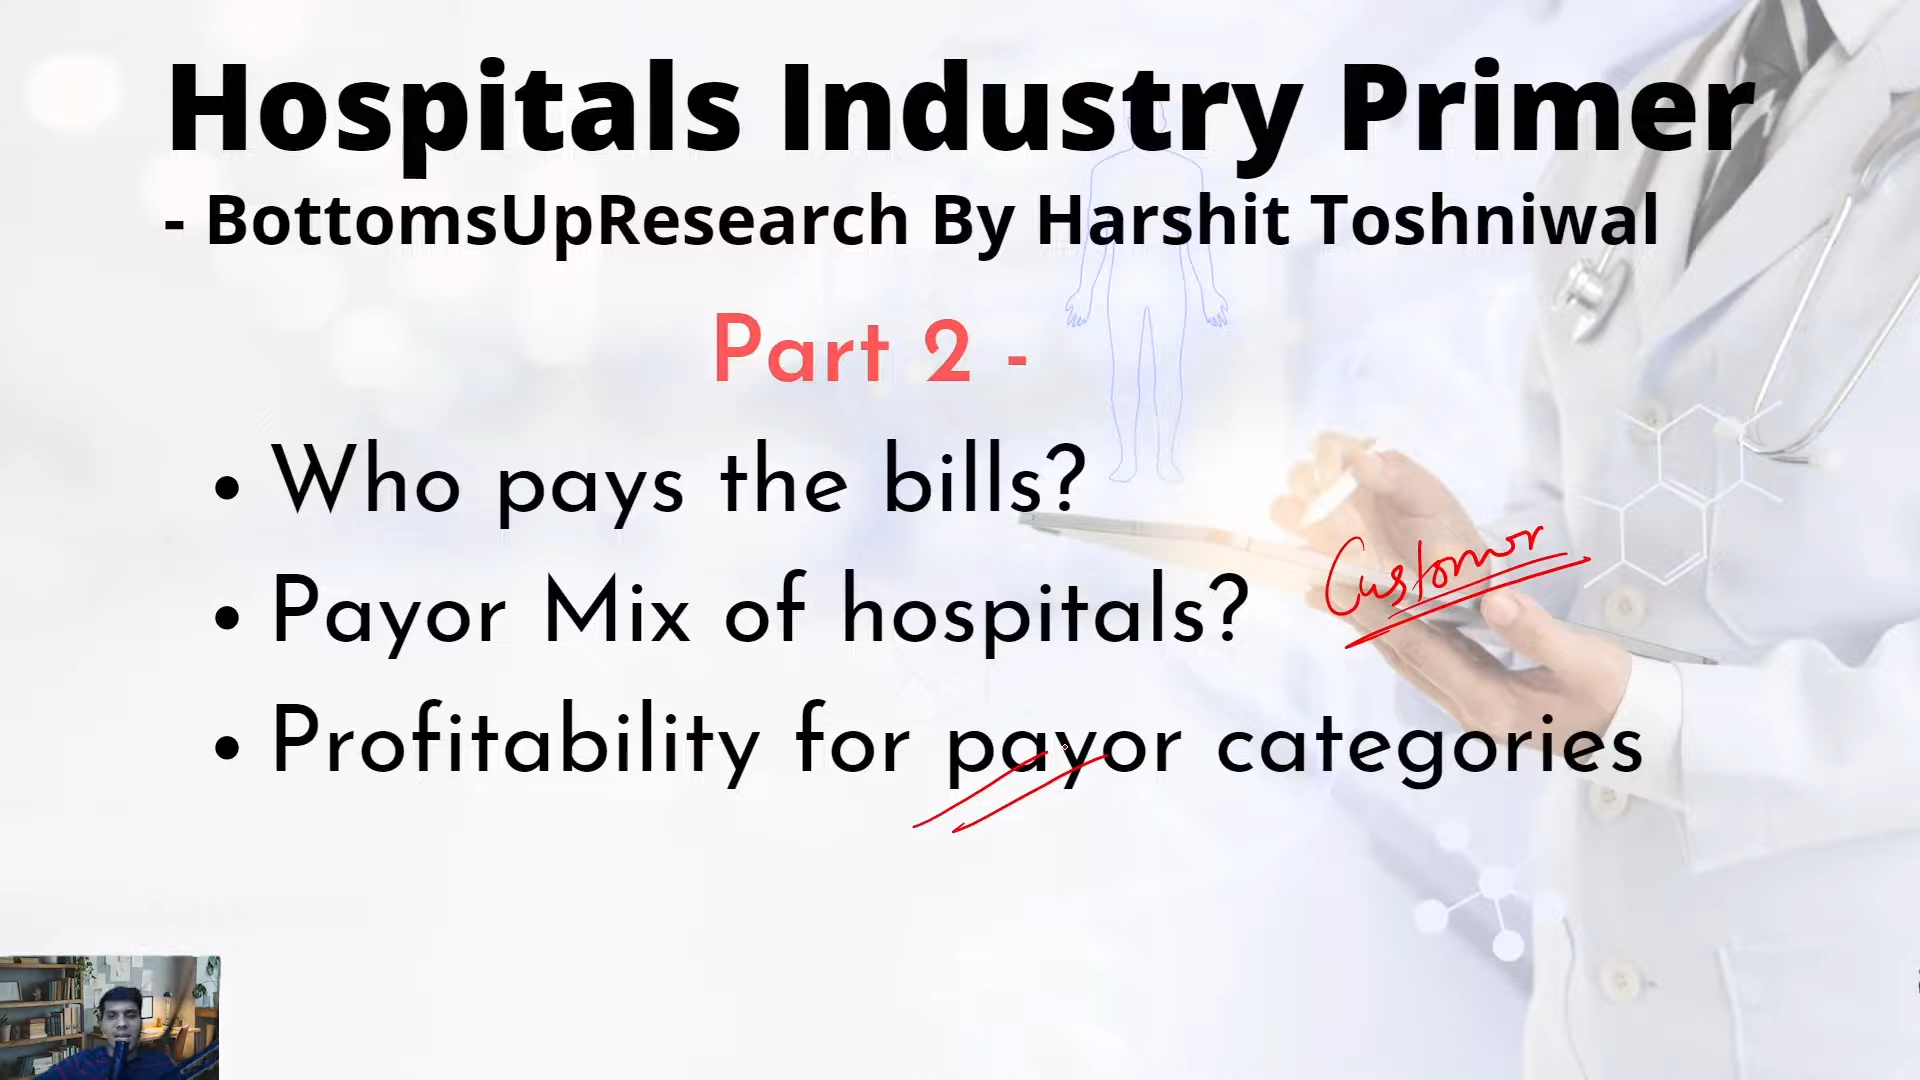 Hospitals Industry Primer
- BottomsUpResearch By Harshit Toshniwal
Part 2 -
• Who pays the bills?
• Payor Mix of hospitals?
Customer
• Profitability for payor categories